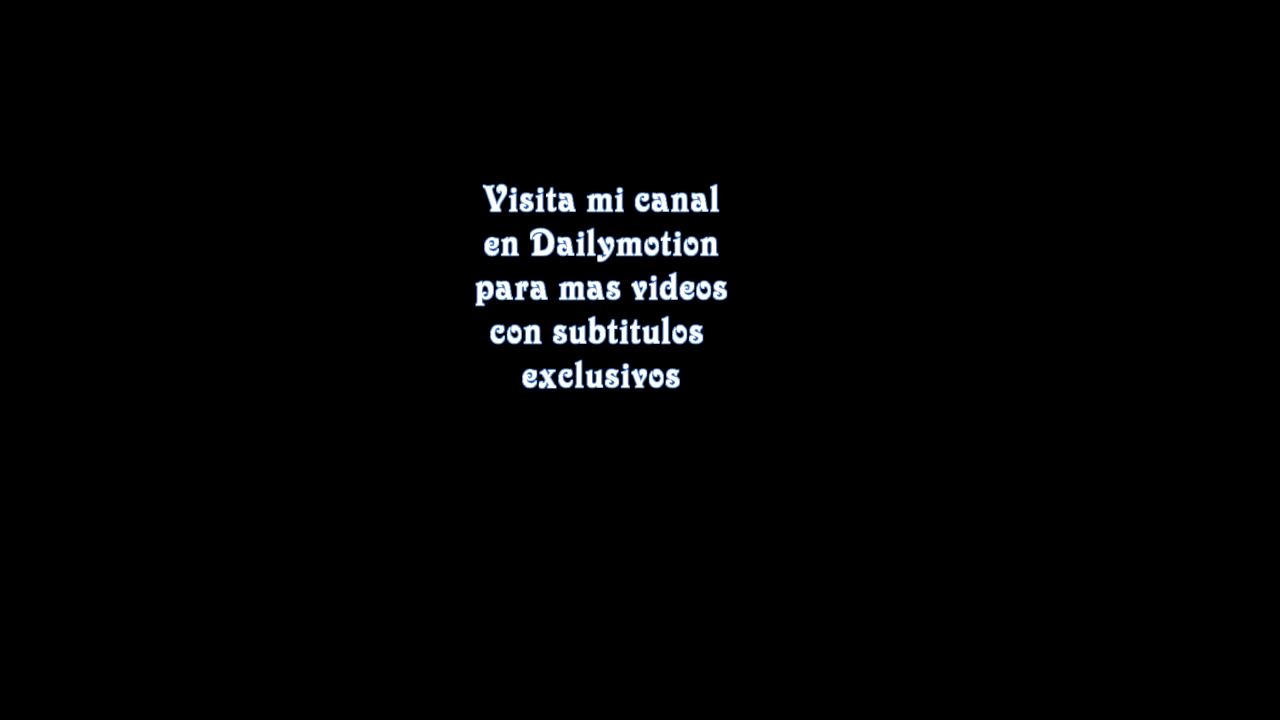 Visita mi canal
en Dailymotion
para mas videos
con subtitulos
exclusivos